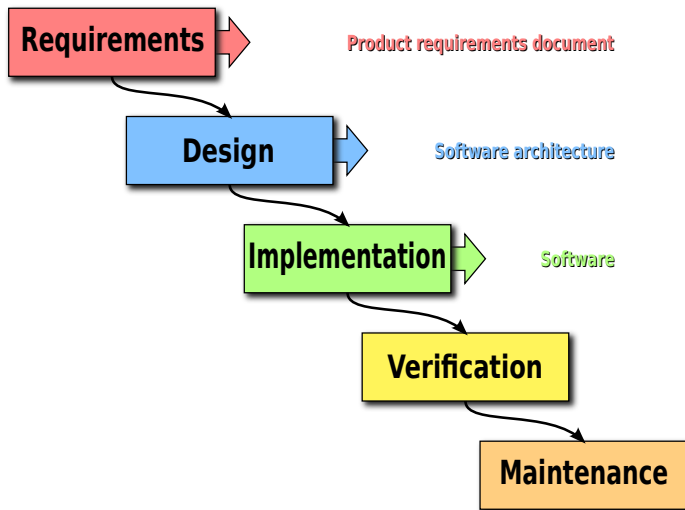 Requirements
Product requirements document
Design
Software architecture
Implementation
Software
Verification
Maintenance